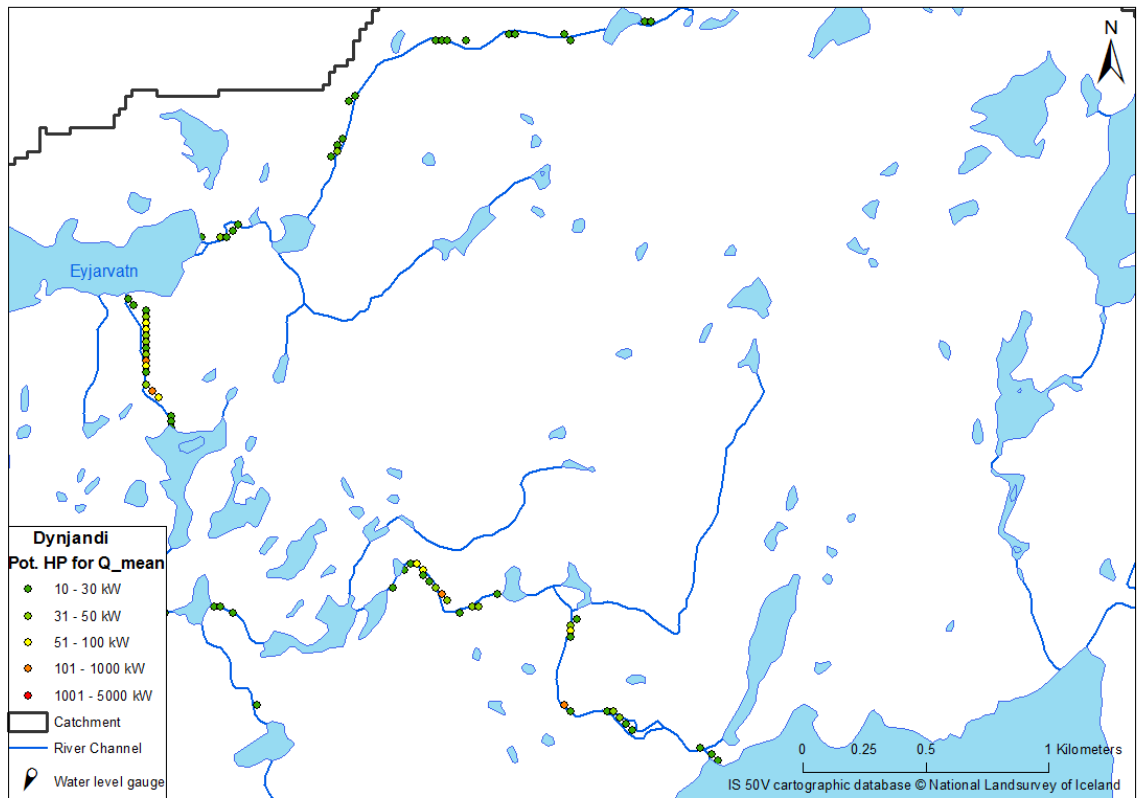 N
Eyjarvatn
Dynjandi
Pot. HP for Q_mean
10 - 30 kW
31 - 50 kW
51 - 100 kW
101 - 1000 kW
1001 - 5000 kW
Catchment
River Channel
Water level gauge
0 0.25 0.5 1 Kilometers
IS 50V cartographic database © National Landsurvey of Iceland